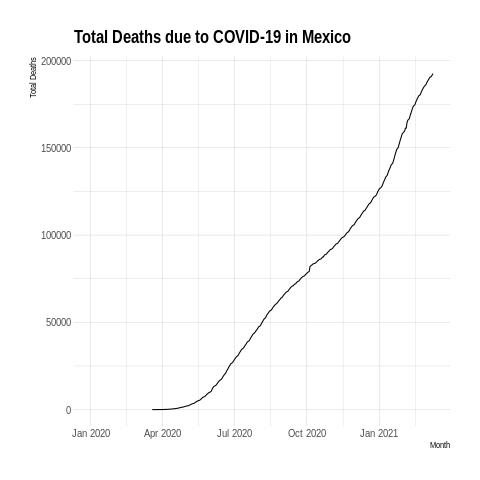 Total Deaths due to COVID-19 in Mexico
Total Deaths
200000
150000
100000
50000
0
Jan 2020 Apr 2020 Jul 2020 Oct 2020 Jan 2021
Month